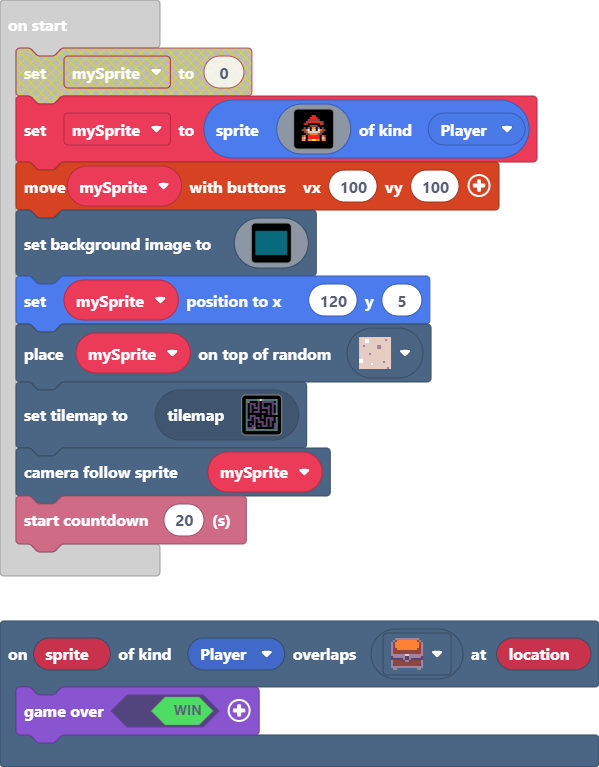 on start
set mySprite to 0
set mySprite to sprite of kind Player
move mySprite with buttons vx 100 vy 100
set background image to
set mySprite position to x 120 y 5
place mySprite on top of random
set tilemap to tilemap
camera follow sprite mySprite
start countdown 20 (s)
on sprite of kind Player overlaps at location
game over WIN